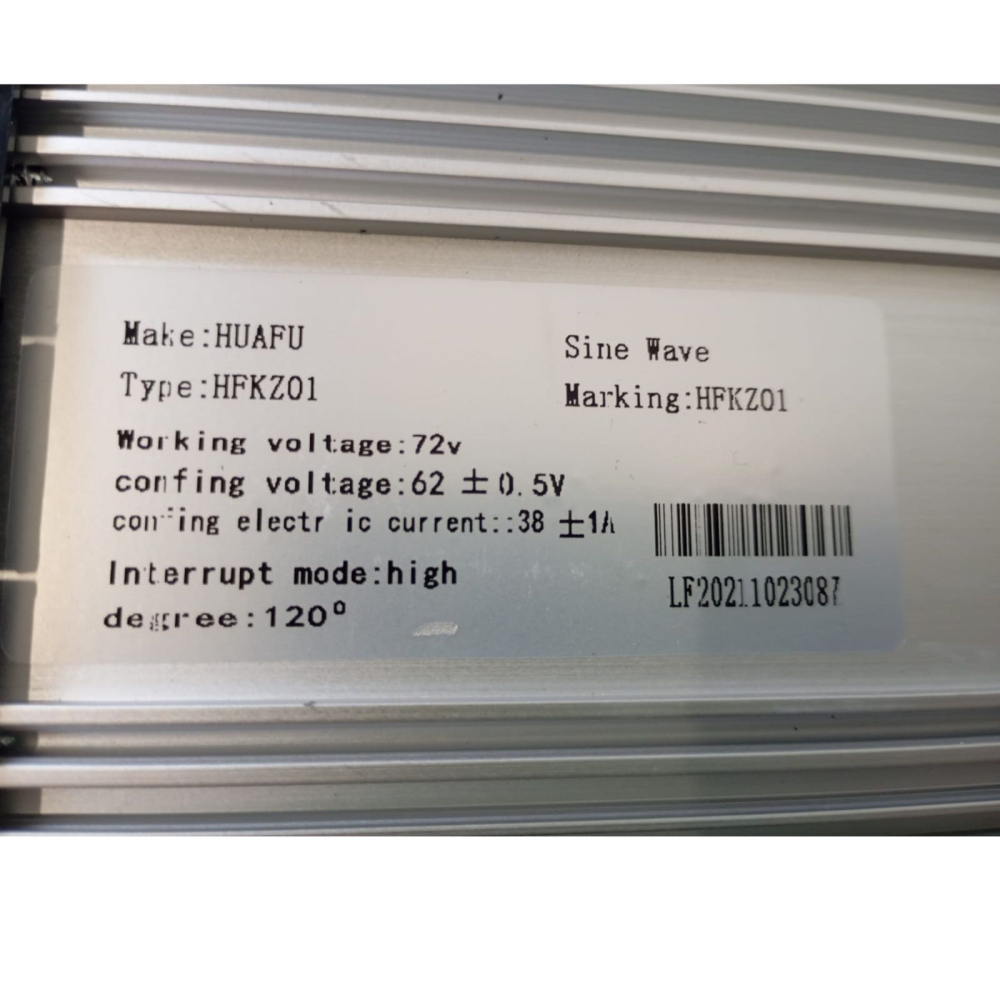 Make:HUAFU
Sine Wave
Type:HFKZ01
Marking:HFKZ01
Working voltage:72v
confing voltage:62 ±0.5V
confing electr ic current::38 ±1A
Interrupt mode:high
degree:120°
LF20211023087